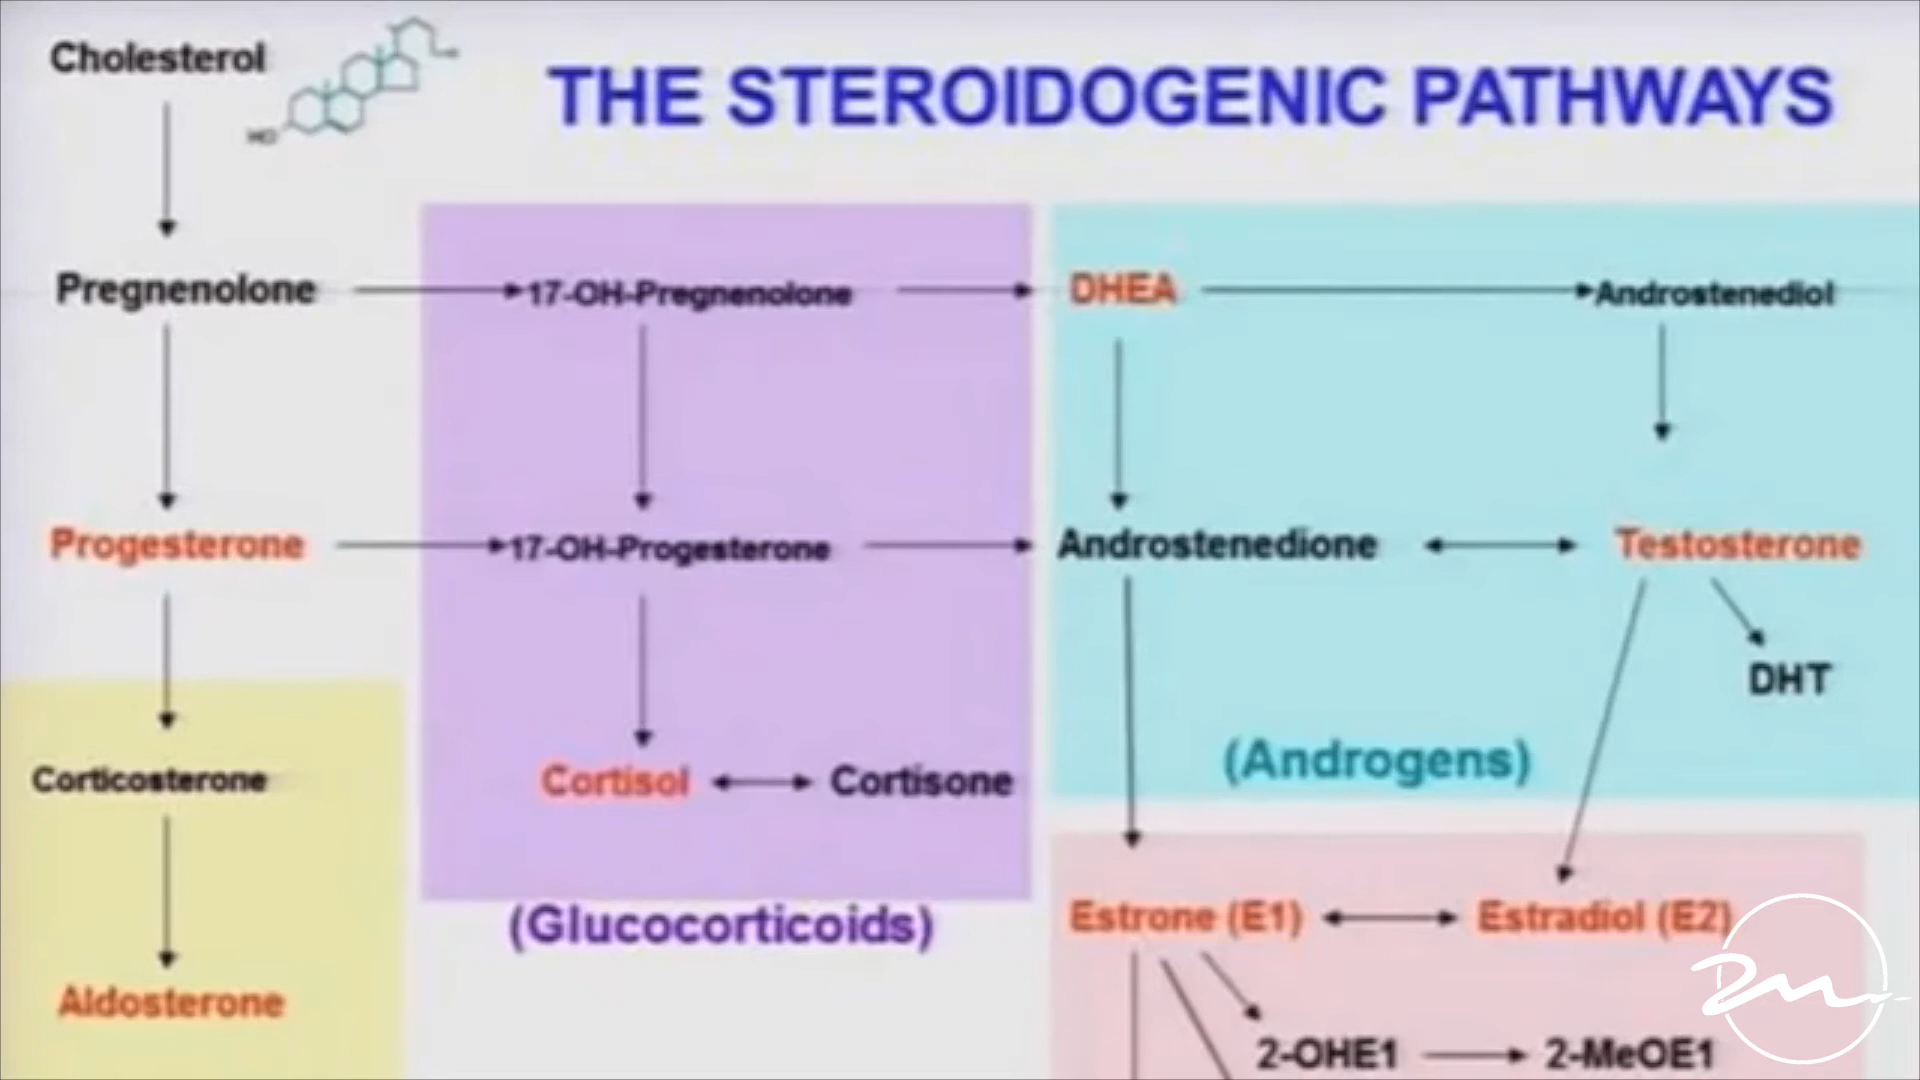 Cholesterol
HO
THE STEROIDOGENIC PATHWAYS
Pregnenolone
17-OH-Pregnenolone
DHEA
Androstenediol
Progesterone
17-OH-Progesterone
Androstenedione
Testosterone
DHT
(Androgens)
Corticosterone
Cortisol
Cortisone
(Glucocorticoids)
Estrone (E1)
Estradiol (E2)
Aldosterone
2-OHE1
2-MeOE1